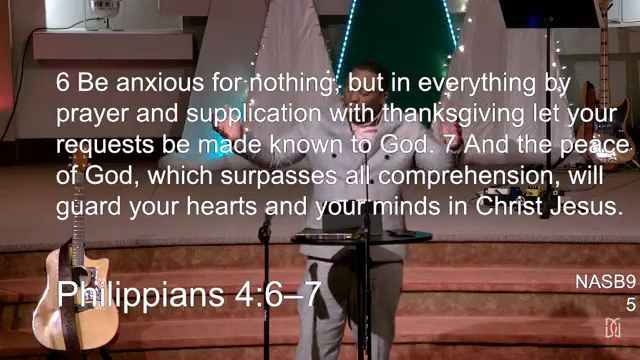 6 Be anxious for nothing, but in everything by
prayer and supplication with thanksgiving let your
requests be made known to God. 7 And the peace
of God, which surpasses all comprehension, will
guard your hearts and your minds in Christ Jesus.
Philippians 4:6–7
NASB9
5